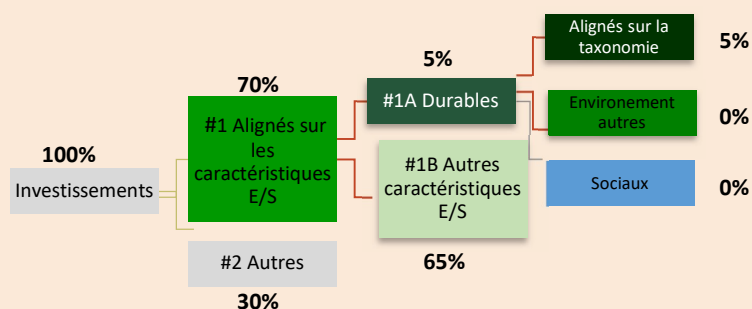 100%
Investissements
70%
#1 Alignés sur
les
caractéristiques
E/S
#2 Autres
30%
5%
#1A Durables
#1B Autres
caractéristiques
E/S
65%
Alignés sur la
taxonomie
5%
Environement
autres
0%
Sociaux
0%